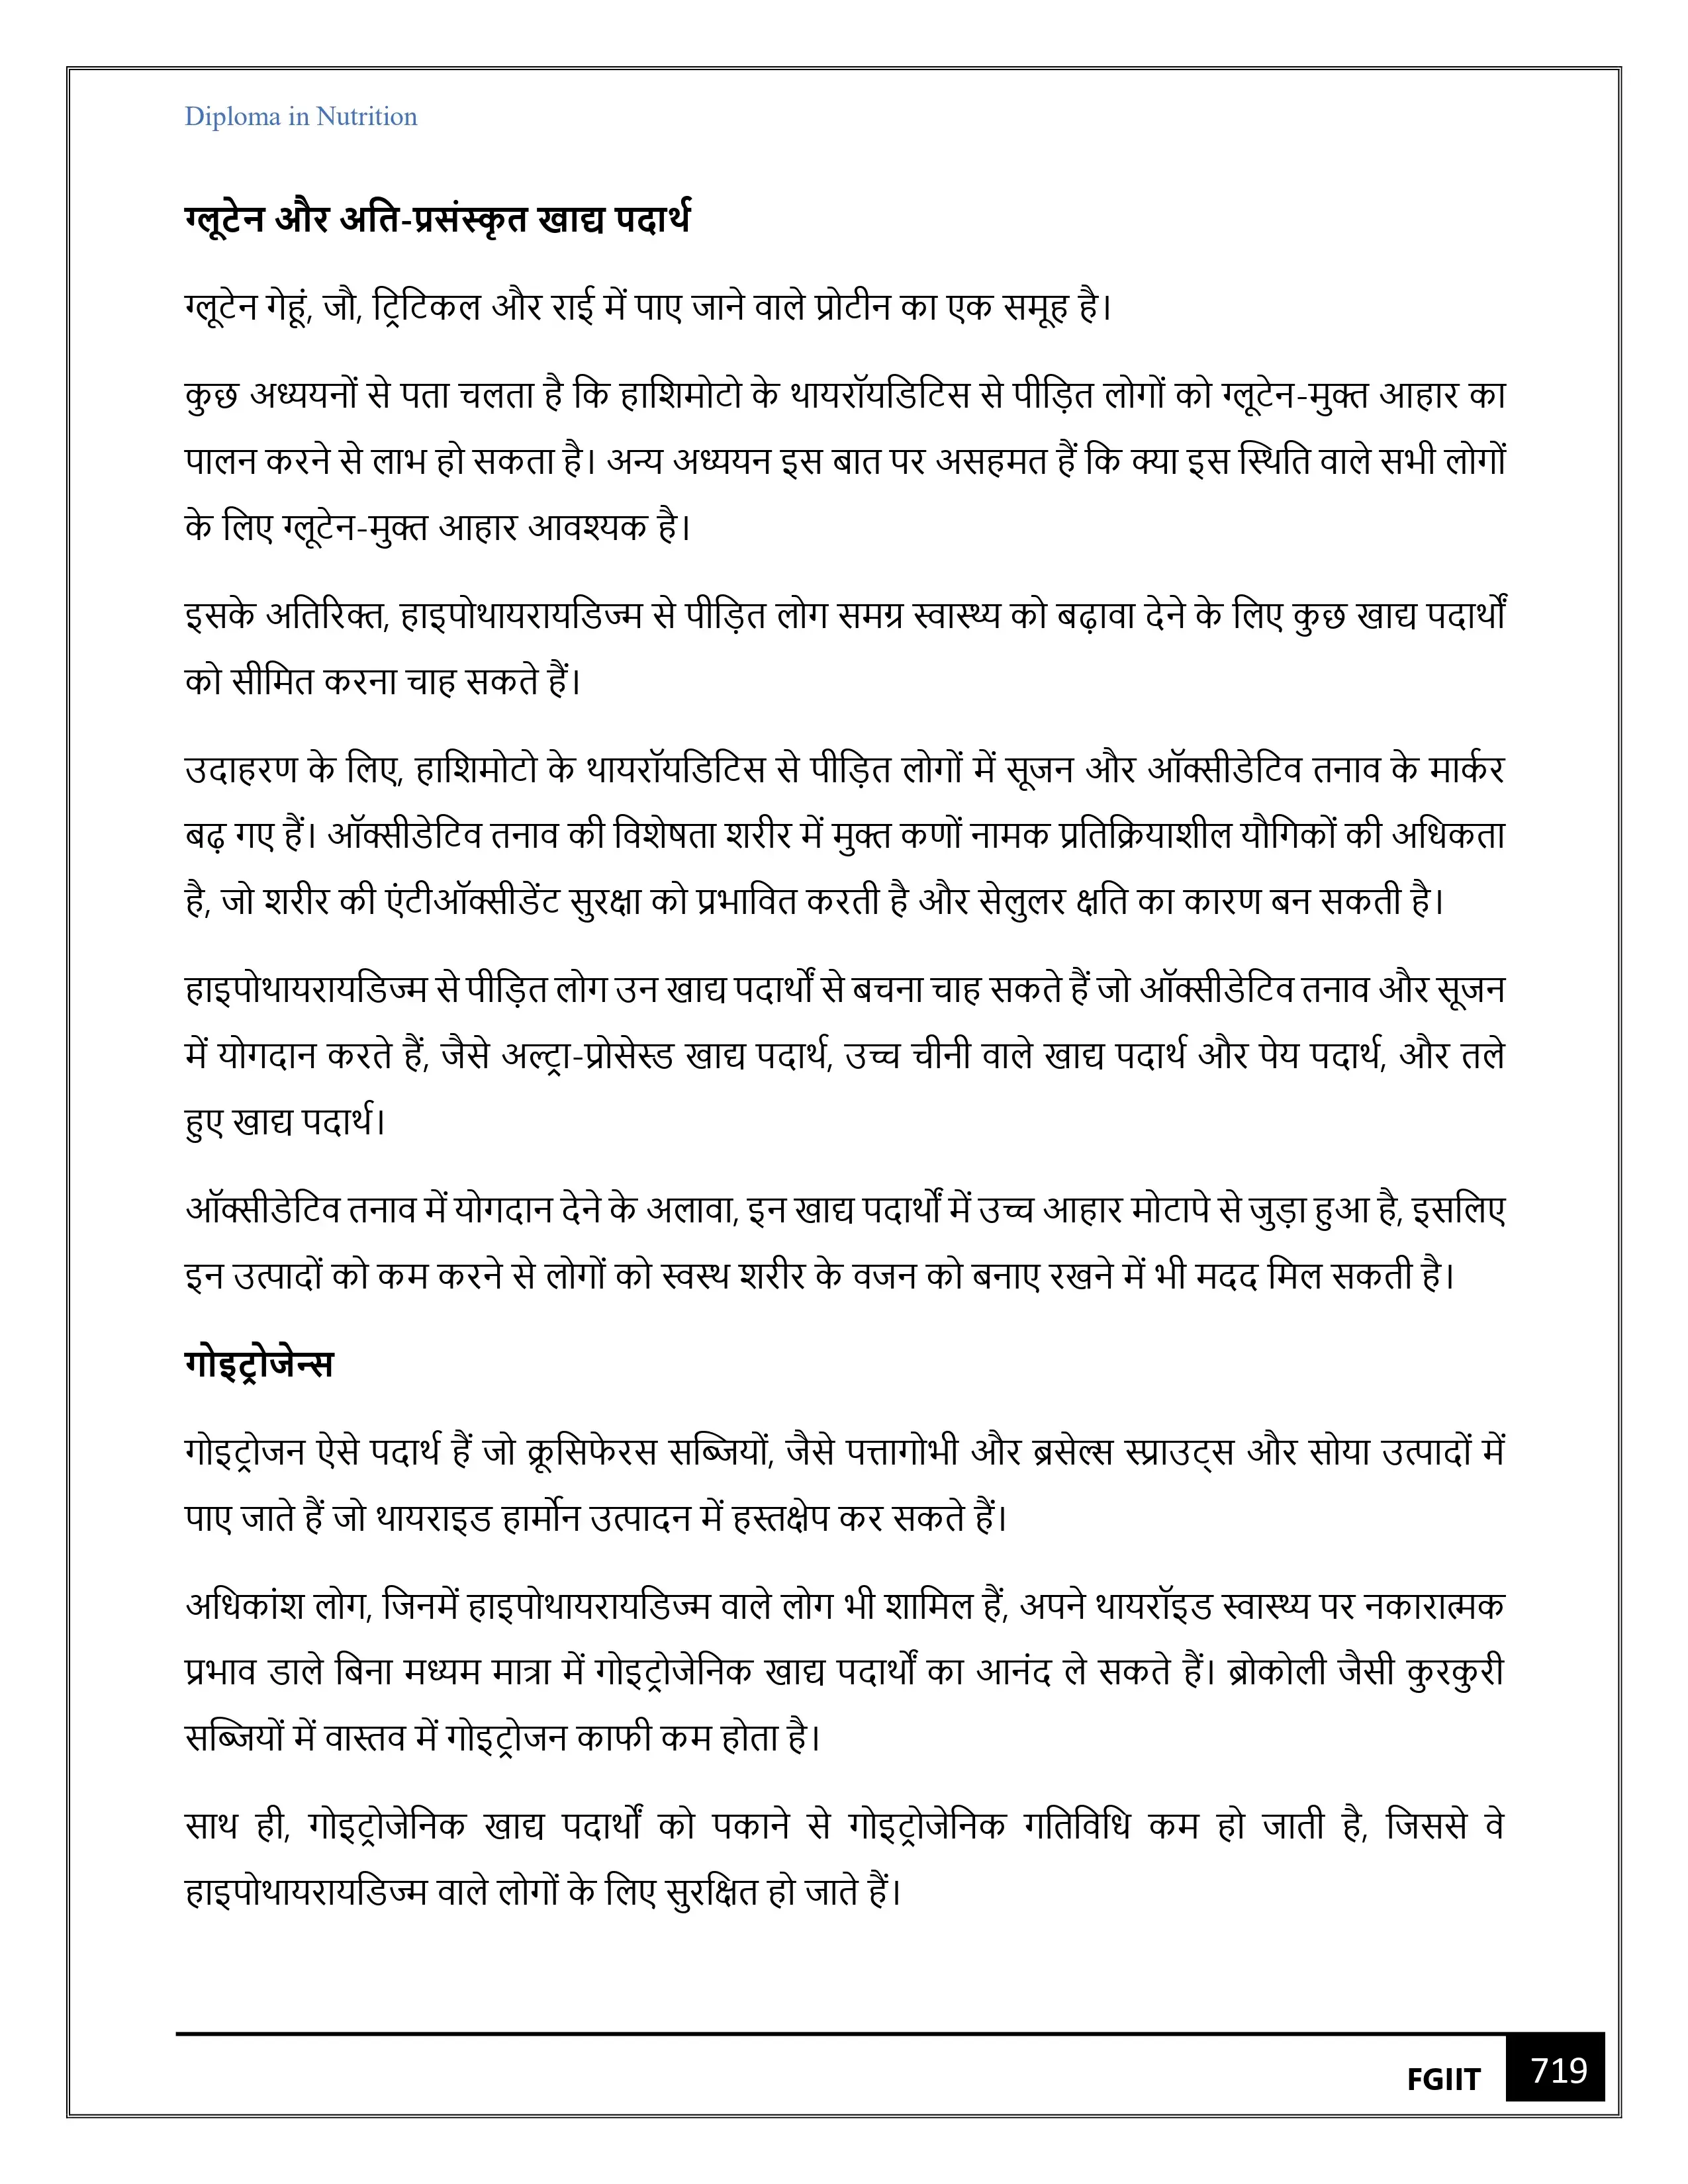 Diploma in Nutrition
ग्लूटेन और अति-प्रसंस्कृत खाद्य पदार्थ
ग्लूटेन गेहूं, जौ, ट्रिटिकल और राई में पाए जाने वाले प्रोटीन का एक समूह है।
कुछ अध्ययनों से पता चलता है कि हाशिमोटो के थायरॉयडिटिस से पीड़ित लोगों को ग्लूटेन-मुक्त आहार का
पालन करने से लाभ हो सकता है। अन्य अध्ययन इस बात पर असहमत हैं कि क्या इस स्थिति वाले सभी लोगों
के लिए ग्लूटेन-मुक्त आहार आवश्यक है।
इसके अतिरिक्त, हाइपोथायरायडिज्म से पीड़ित लोग समग्र स्वास्थ्य को बढ़ावा देने के लिए कुछ खाद्य पदार्थों
को सीमित करना चाह सकते हैं।
उदाहरण के लिए, हाशिमोटो के थायरॉयडिटिस से पीड़ित लोगों में सूजन और ऑक्सीडेटिव तनाव के मार्कर
बढ़ गए हैं। ऑक्सीडेटिव तनाव की विशेषता शरीर में मुक्त कणों नामक प्रतिक्रियाशील यौगिकों की अधिकता
है, जो शरीर की एंटीऑक्सीडेंट सुरक्षा को प्रभावित करती है और सेलुलर क्षति का कारण बन सकती है।
हाइपोथायरायडिज्म से पीड़ित लोग उन खाद्य पदार्थों से बचना चाह सकते हैं जो ऑक्सीडेटिव तनाव और सूजन
में योगदान करते हैं, जैसे अल्ट्रा-प्रोसेस्ड खाद्य पदार्थ, उच्च चीनी वाले खाद्य पदार्थ और पेय पदार्थ, और तले
हुए खाद्य पदार्थ।
ऑक्सीडेटिव तनाव में योगदान देने के अलावा, इन खाद्य पदार्थों में उच्च आहार मोटापे से जुड़ा हुआ है, इसलिए
इन उत्पादों को कम करने से लोगों को स्वस्थ शरीर के वजन को बनाए रखने में भी मदद मिल सकती है।
गोइट्रोजेन्स
गोइट्रोजन ऐसे पदार्थ हैं जो क्रूसिफेरस सब्जियों, जैसे पत्तागोभी और ब्रसेल्स स्प्राउट्स और सोया उत्पादों में
पाए जाते हैं जो थायराइड हार्मोन उत्पादन में हस्तक्षेप कर सकते हैं।
अधिकांश लोग, जिनमें हाइपोथायरायडिज्म वाले लोग भी शामिल हैं, अपने थायरॉइड स्वास्थ्य पर नकारात्मक
प्रभाव डाले बिना मध्यम मात्रा में गोइट्रोजेनिक खाद्य पदार्थों का आनंद ले सकते हैं। ब्रोकोली जैसी कुरकुरी
सब्जियों में वास्तव में गोइट्रोजन काफी कम होता है।
साथ ही, गोइट्रोजेनिक खाद्य पदार्थों को पकाने से गोइट्रोजेनिक गतिविधि कम हो जाती है, जिससे वे
हाइपोथायरायडिज्म वाले लोगों के लिए सुरक्षित हो जाते हैं।
FGIIT 719